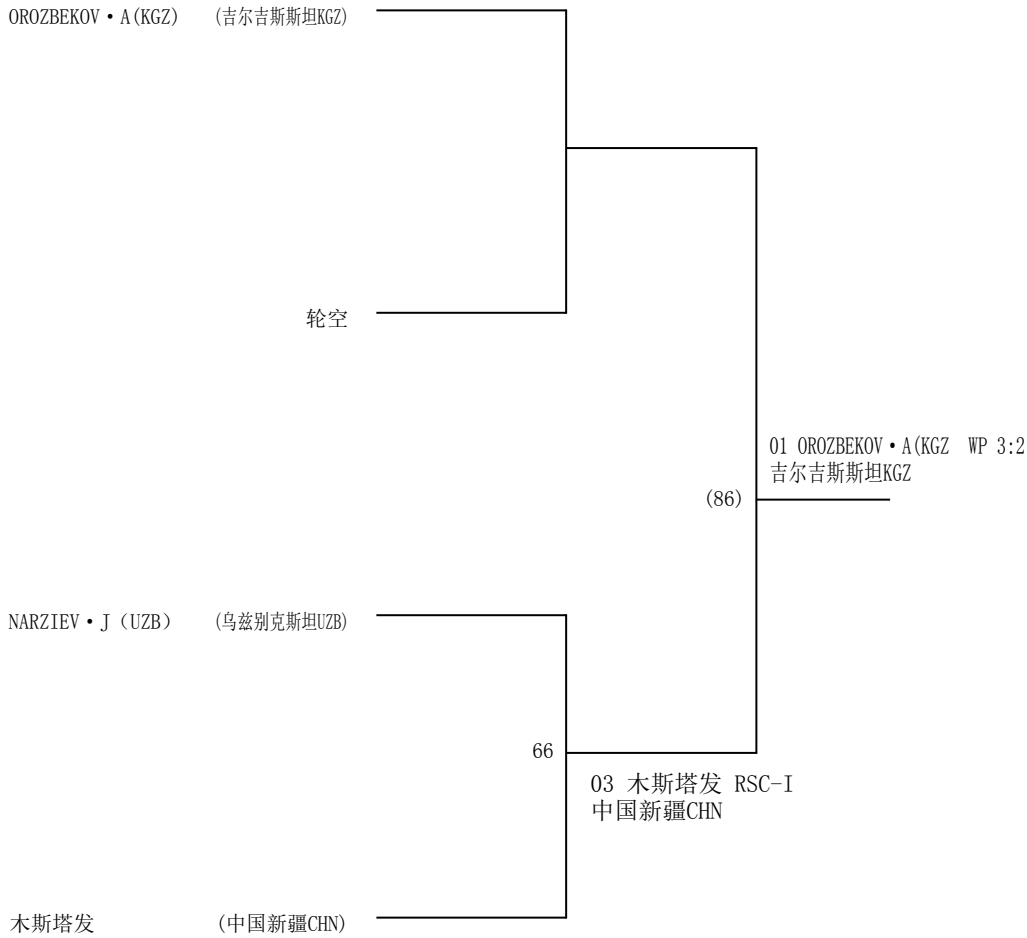 OROZBEKOV·A(KGZ) (吉尔吉斯斯坦KGZ)
轮空
01 OROZBEKOV·A(KGZ WP 3:2
吉尔吉斯斯坦KGZ
(86)
NARZIEV·J（UZB） (乌兹别克斯坦UZB)
66
03 木斯塔发 RSC-I
中国新疆CHN
木斯塔发 (中国新疆CHN)